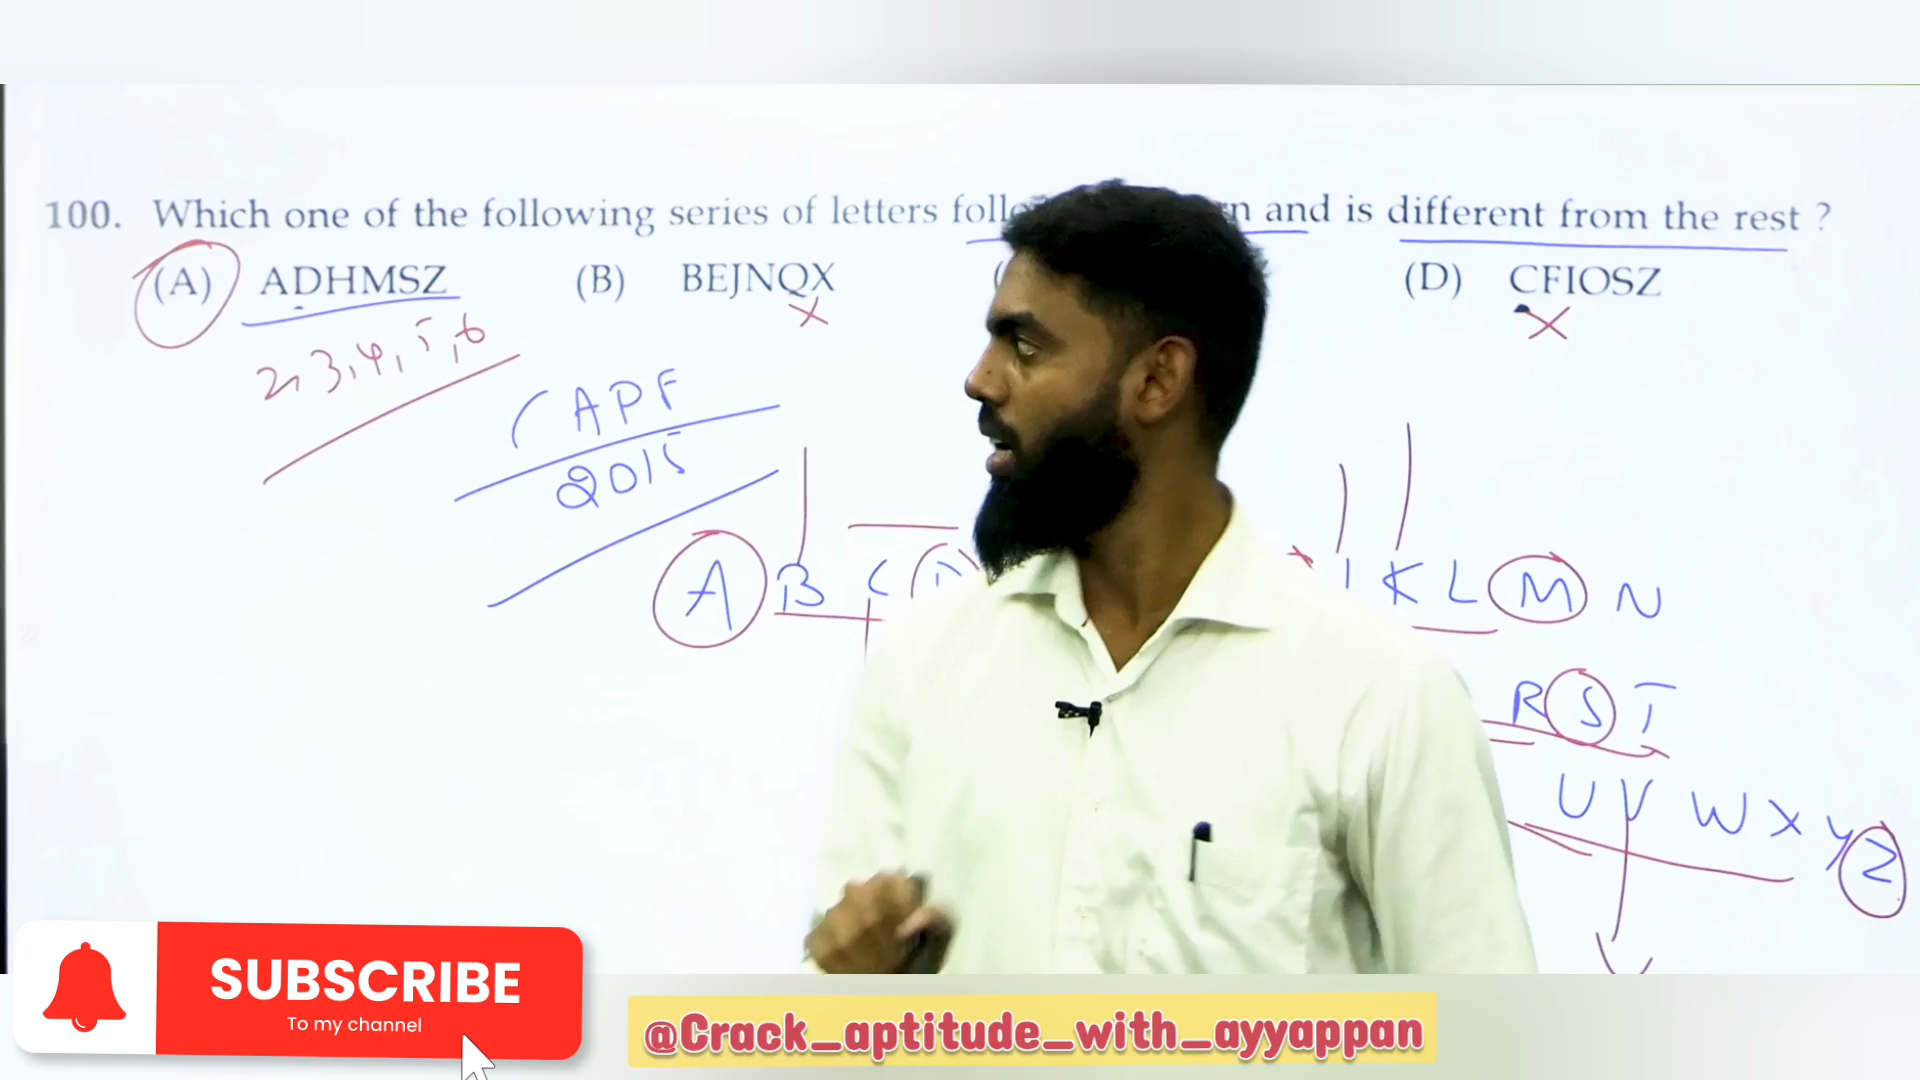 100. Which one of the following series of letters and is different from the rest ?
(A) ADHMSZ (B) BEJNQX (D) CFIOSZ
2, 3, 4, 5, 6
CAPF
2015
A B C K L M N
R S T
U V W X Y Z
SUBSCRIBE
To my channel
@Crack_aptitude_with_ayyappan